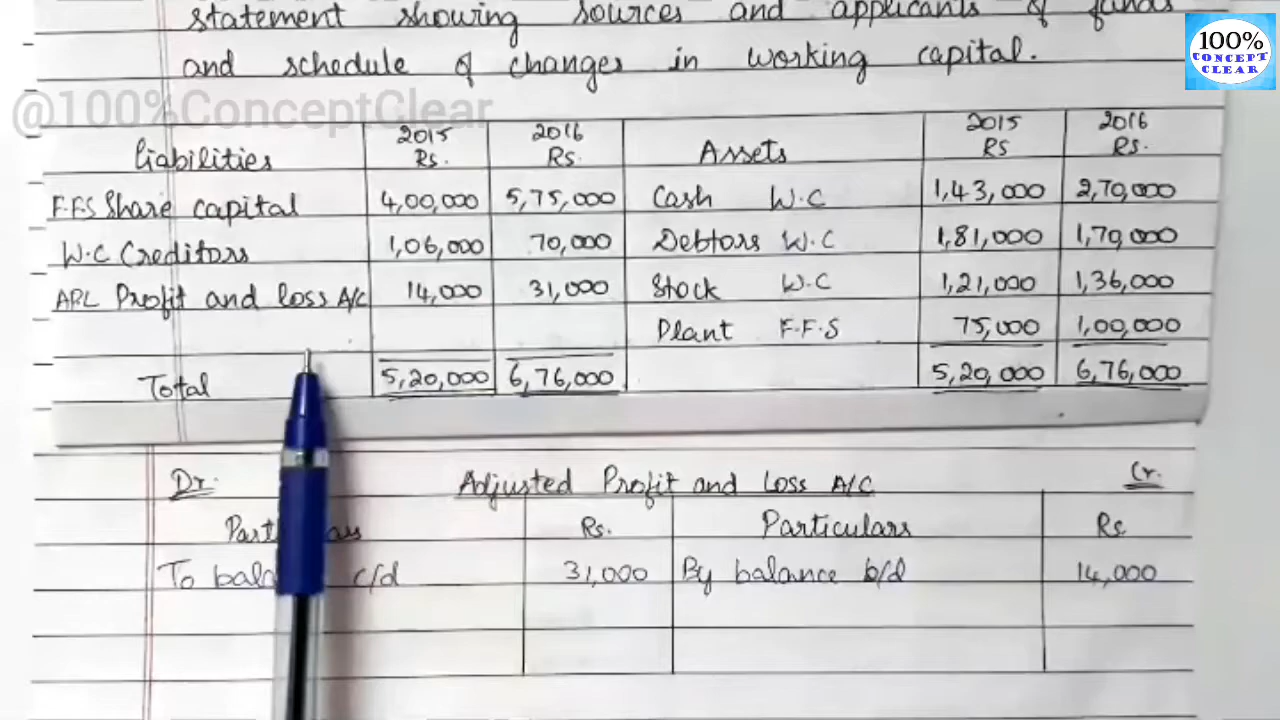 statement showing sources and applicants of funds
and schedule of changes in working capital.
100%
CONCEPT
CLEAR
@100%ConceptClear
Liabilities 2015 Rs. 2016 Rs. Assets 2015 Rs 2016 Rs.
F.F.S Share capital 4,00,000 5,75,000 Cash W.C 1,43,000 2,70,000
W.C Creditors 1,06,000 70,000 Debtors W.C 1,81,000 1,70,000
APL Profit and loss A/C 14,000 31,000 Stock W.C 1,21,000 1,36,000
Plant F.F.S 75,000 1,00,000
Total 5,20,000 6,76,000 5,20,000 6,76,000
Dr. Adjusted Profit and Loss A/C Cr.
Rs. Particulars Rs.
To c/d 31,000 By balance b/d 14,000